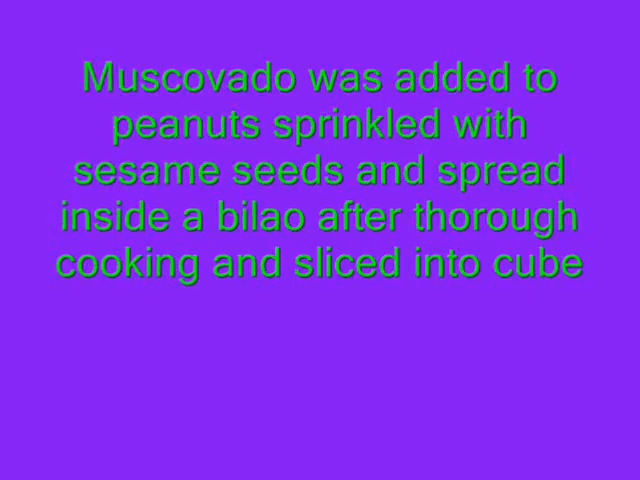 Muscovado was added to
peanuts sprinkled with
sesame seeds and spread
inside a bilao after thorough
cooking and sliced into cube